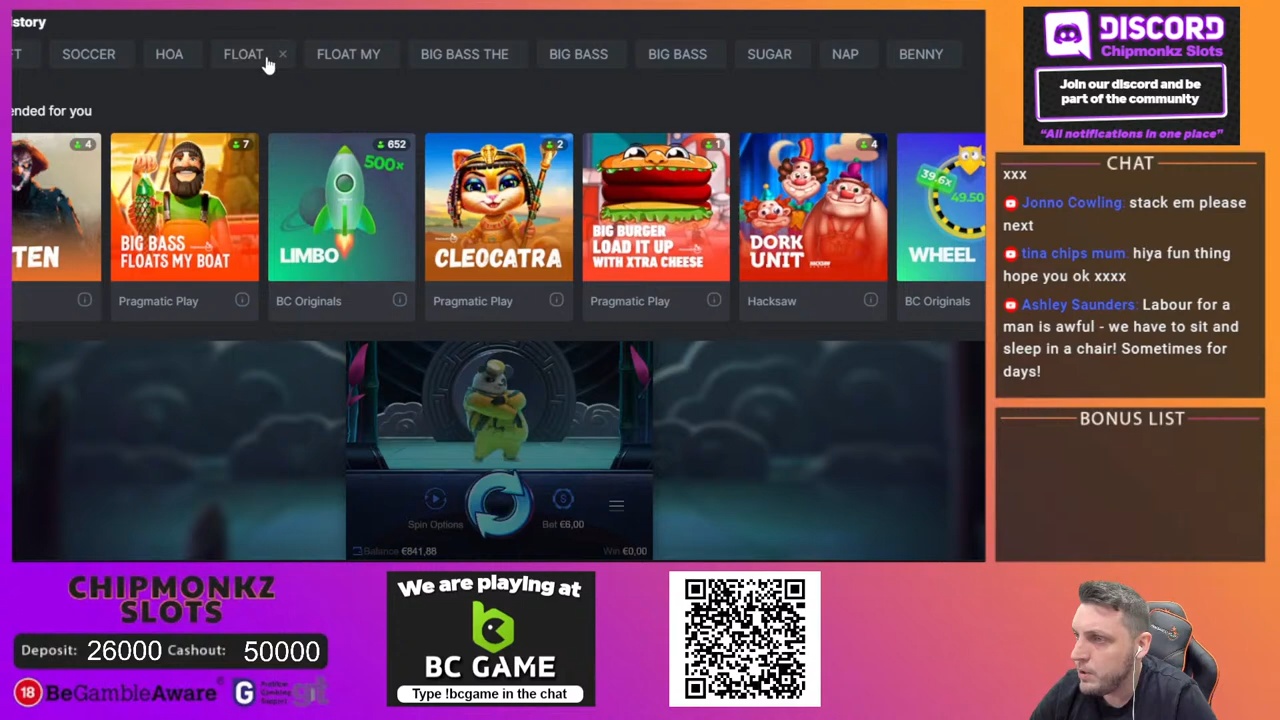 istory
FT SOCCER HOA FLOAT × FLOAT MY BIG BASS THE BIG BASS BIG BASS SUGAR NAP BENNY
ended for you
4 7 652 2 1 4
TEN
BIG BASS
FLOATS MY BOAT
500x
LIMBO
CLEOCATRA
BIG BURGER
LOAD IT UP
WITH XTRA CHEESE
DORK
UNIT
HACKSAW
39.6x
49.50
WHEEL
Pragmatic Play BC Originals Pragmatic Play Pragmatic Play Hacksaw BC Originals
Spin Options
Bet €6,00
Balance €841,88
Win €0,00
DISCORD
Chipmonkz Slots
Join our discord and be
part of the community
“All notifications in one place”
CHAT
xxx
Jonno Cowling: stack em please
next
tina chips mum: hiya fun thing
hope you ok xxxx
Ashley Saunders: Labour for a
man is awful - we have to sit and
sleep in a chair! Sometimes for
days!
BONUS LIST
CHIPMONKZ
SLOTS
Deposit: 26000 Cashout: 50000
18 BeGambleAware
We are playing at
BC GAME
Type !bcgame in the chat